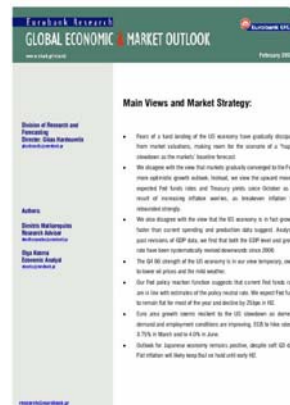 Eurobank Research
GLOBAL ECONOMIC & MARKET OUTLOOK
Eurobank EFG
February 200
Main Views and Market Strategy:
Division of Research and
Forecasting
Director: Gikas Hardouvelis
Authors:
Dimitris Malliaropulos
Research Advisor
Olga Kosma
Economic Analyst
Fears of a hard landing of the US economy have gradually
from market valuations, making room for the scenario of a
slowdown as the markets' baseline forecast.
We disagree with the view that markets gradually converged to the
more optimistic growth outlook. Instead, we view the upward
expected Fed funds rates and Treasury yields since October as
result of increasing inflation worries, as breakeven inflation
rebounded strongly.
We also disagree with the view that the US economy is in fact
faster than current spending and production data suggest.
past revisions of GDP data, we find that both the GDP level and
rate have been systematically revised downwards since 2000.
The Q4 06 strength of the US economy is in our view temporary,
to lower oil prices and the mild weather.
Our Fed policy reaction function suggests that current Fed funds
are in line with estimates of the policy neutral rate. We expect Fed
to remain flat for most of the year and decline by 25bps in
Euro area growth seems resilient to the US slowdown as
demand and employment conditions are improving. ECB to hike
3.75% in March and to 4.0% in June.
Outlook for Japanese economy remains positive, despite soft Q3
Flat inflation will likely keep BoJ on hold until early